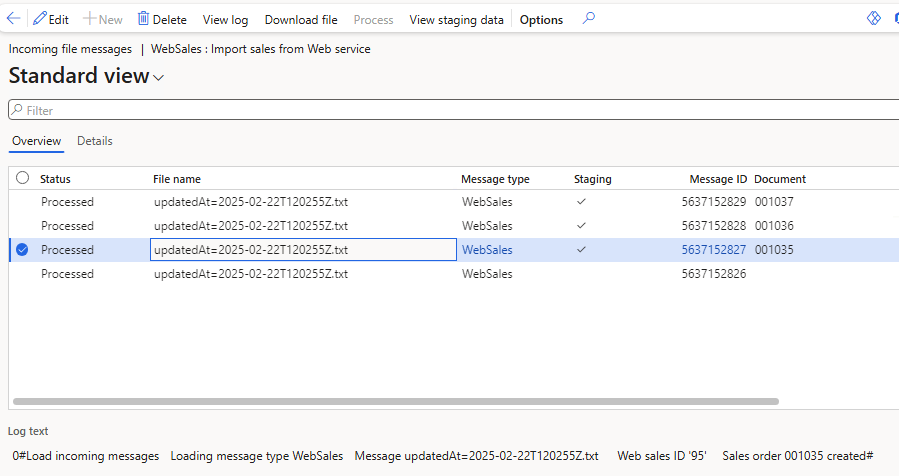 Edit New Delete View log Download file Process View staging data Options
Incoming file messages | WebSales : Import sales from Web service
Standard view
Filter
Overview Details
Status File name Message type Staging Message ID Document
Processed updatedAt=2025-02-22T120255Z.txt WebSales 5637152829 001037
Processed updatedAt=2025-02-22T120255Z.txt WebSales 5637152828 001036
Processed updatedAt=2025-02-22T120255Z.txt WebSales 5637152827 001035
Processed updatedAt=2025-02-22T120255Z.txt WebSales 5637152826
Log text
0#Load incoming messages Loading message type WebSales Message updatedAt=2025-02-22T120255Z.txt Web sales ID '95' Sales order 001035 created#